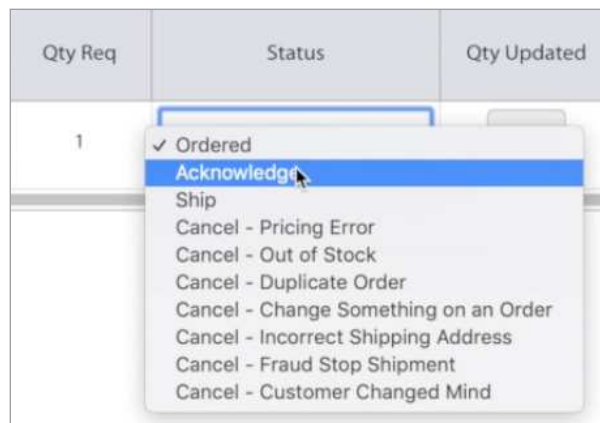 Qty Req Status Qty Updated
1
✓ Ordered
Acknowledge
Ship
Cancel - Pricing Error
Cancel - Out of Stock
Cancel - Duplicate Order
Cancel - Change Something on an Order
Cancel - Incorrect Shipping Address
Cancel - Fraud Stop Shipment
Cancel - Customer Changed Mind